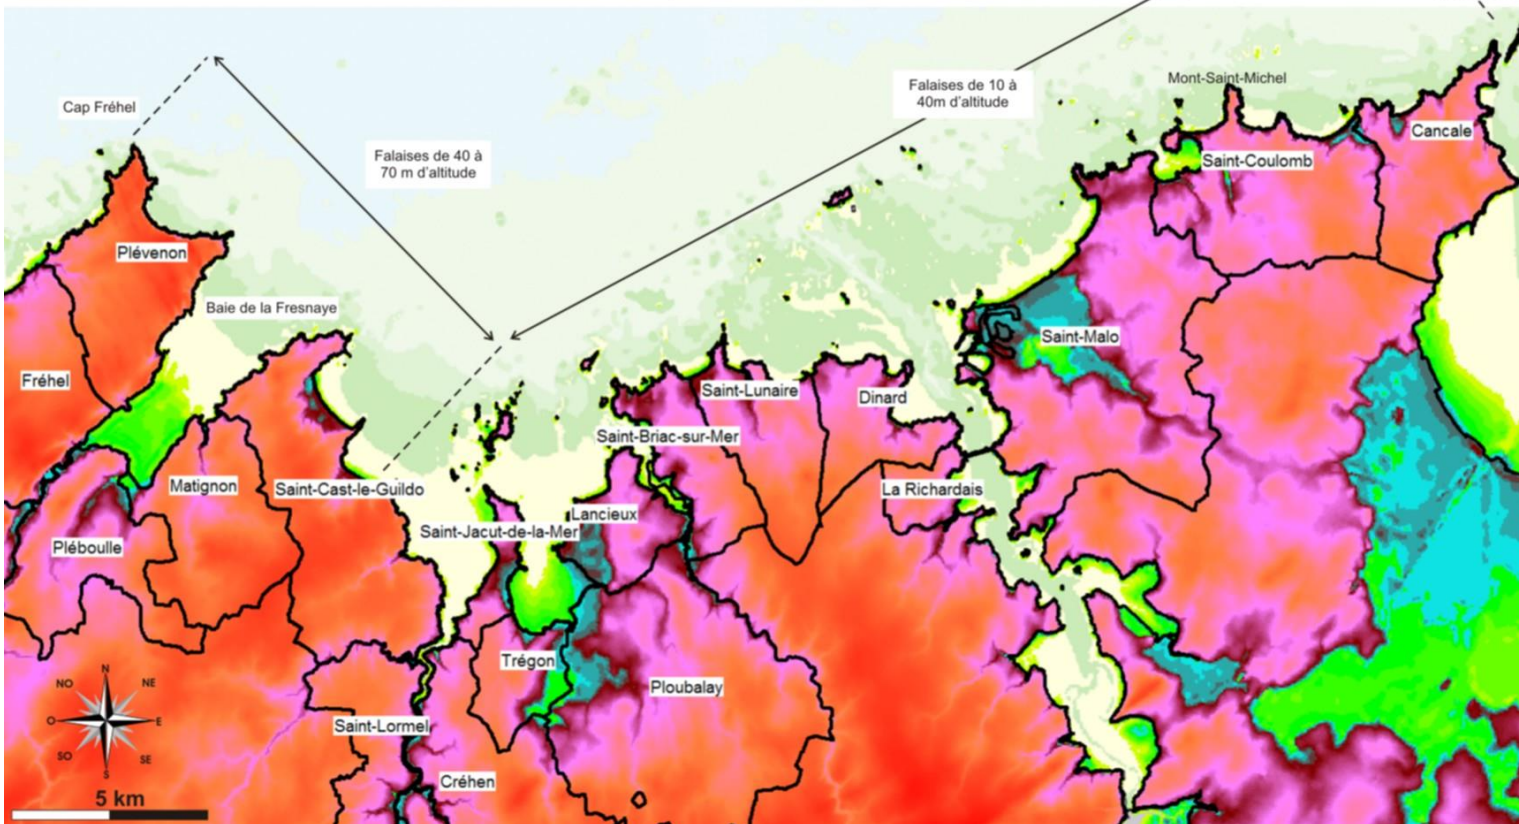 Mont-Saint-Michel
Falaises de 10 à
40m d'altitude
Cap Fréhel
Cancale
Falaises de 40 à
70 m d'altitude
Saint-Coulomb
Plévenon
Baie de la Fresnaye
Saint-Malo
Fréhel
Saint-Lunaire
Dinard
Saint-Briac-sur-Mer
Matignon
Saint-Cast-le-Guildo
La Richardais
Lancieux
Saint-Jacut-de-la-Mer
Pléboulle
Trégon
Ploubalay
N
NO
NE
O
E
SO
SE
S
Saint-Lormel
Créhen
5 km